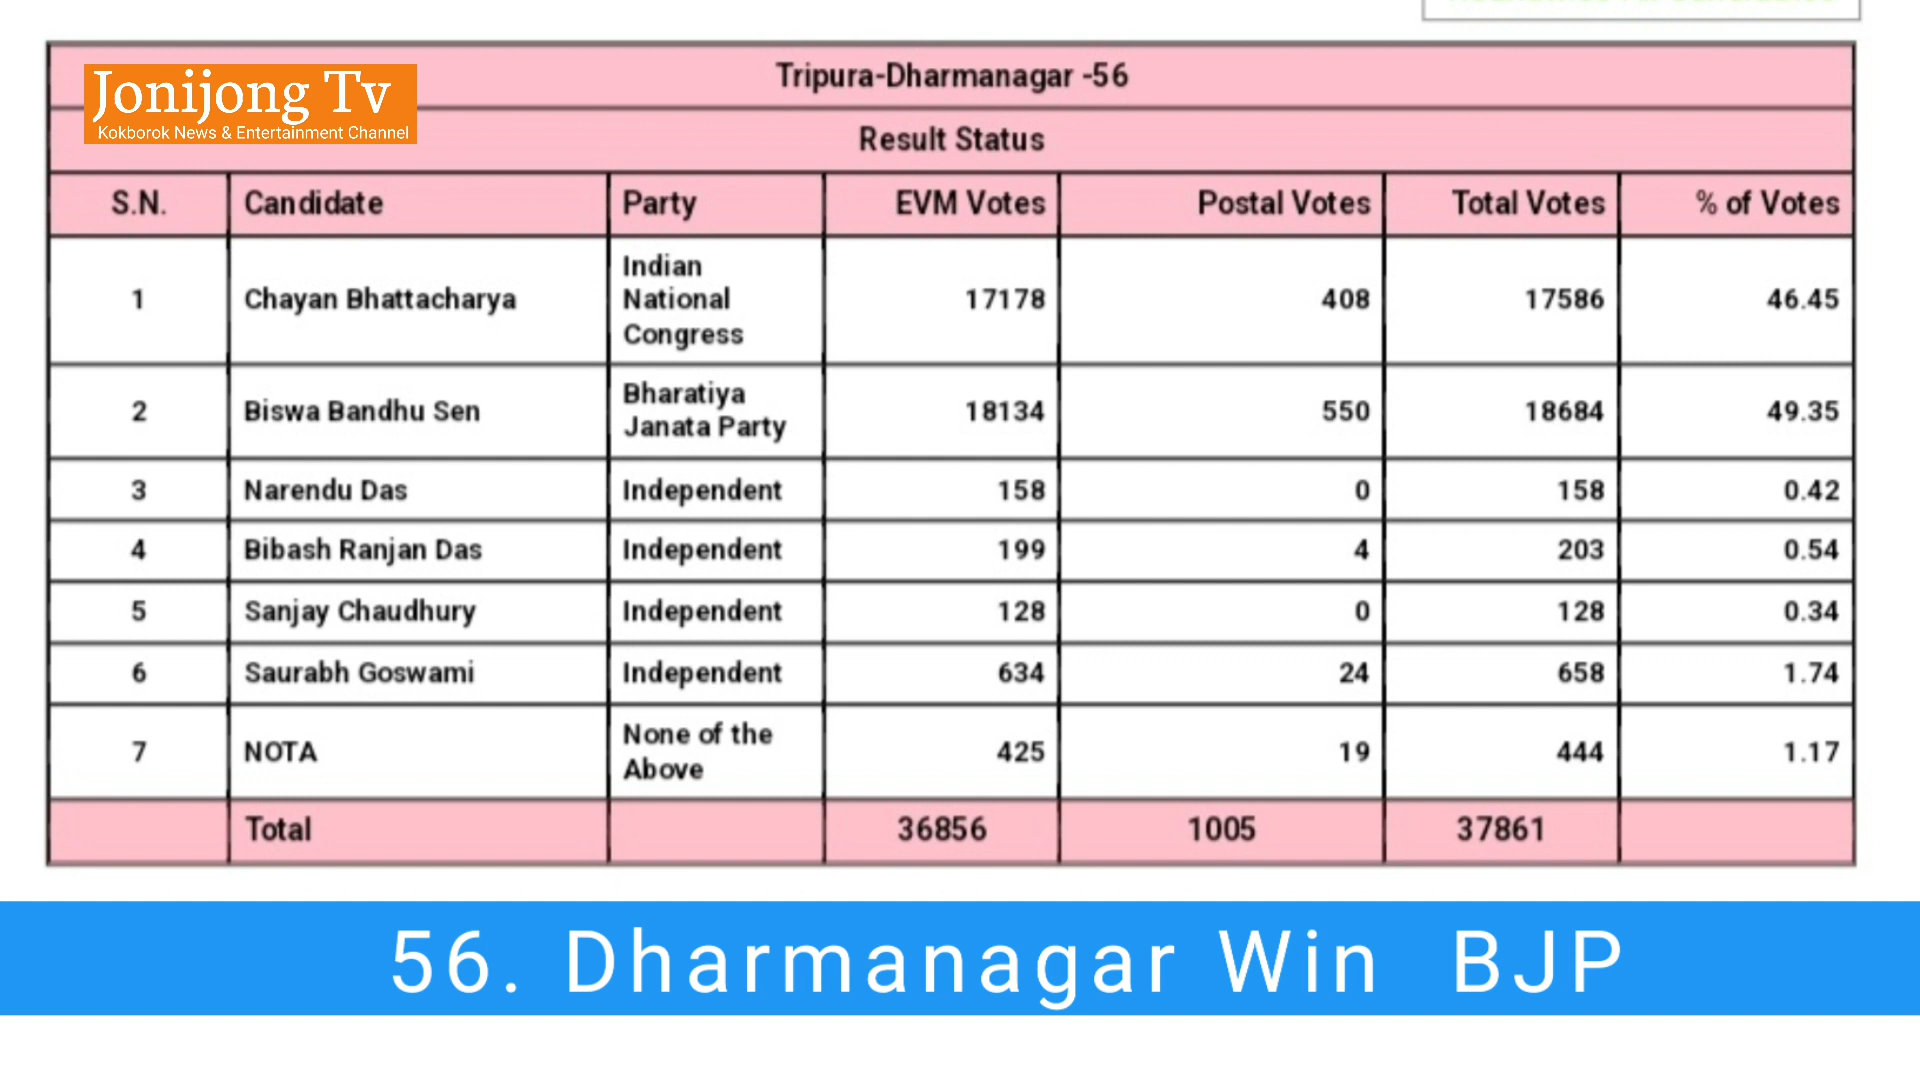 Tripura-Dharmanagar -56
Jonijong Tv
Kokborok News & Entertainment Channel
Result Status
S.N. Candidate Party EVM Votes Postal Votes Total Votes % of Votes
1 Chayan Bhattacharya Indian National Congress 17178 408 17586 46.45
2 Biswa Bandhu Sen Bharatiya Janata Party 18134 550 18684 49.35
3 Narendu Das Independent 158 0 158 0.42
4 Bibash Ranjan Das Independent 199 4 203 0.54
5 Sanjay Chaudhury Independent 128 0 128 0.34
6 Saurabh Goswami Independent 634 24 658 1.74
7 NOTA None of the Above 425 19 444 1.17
Total 36856 1005 37861
56. Dharmanagar Win BJP